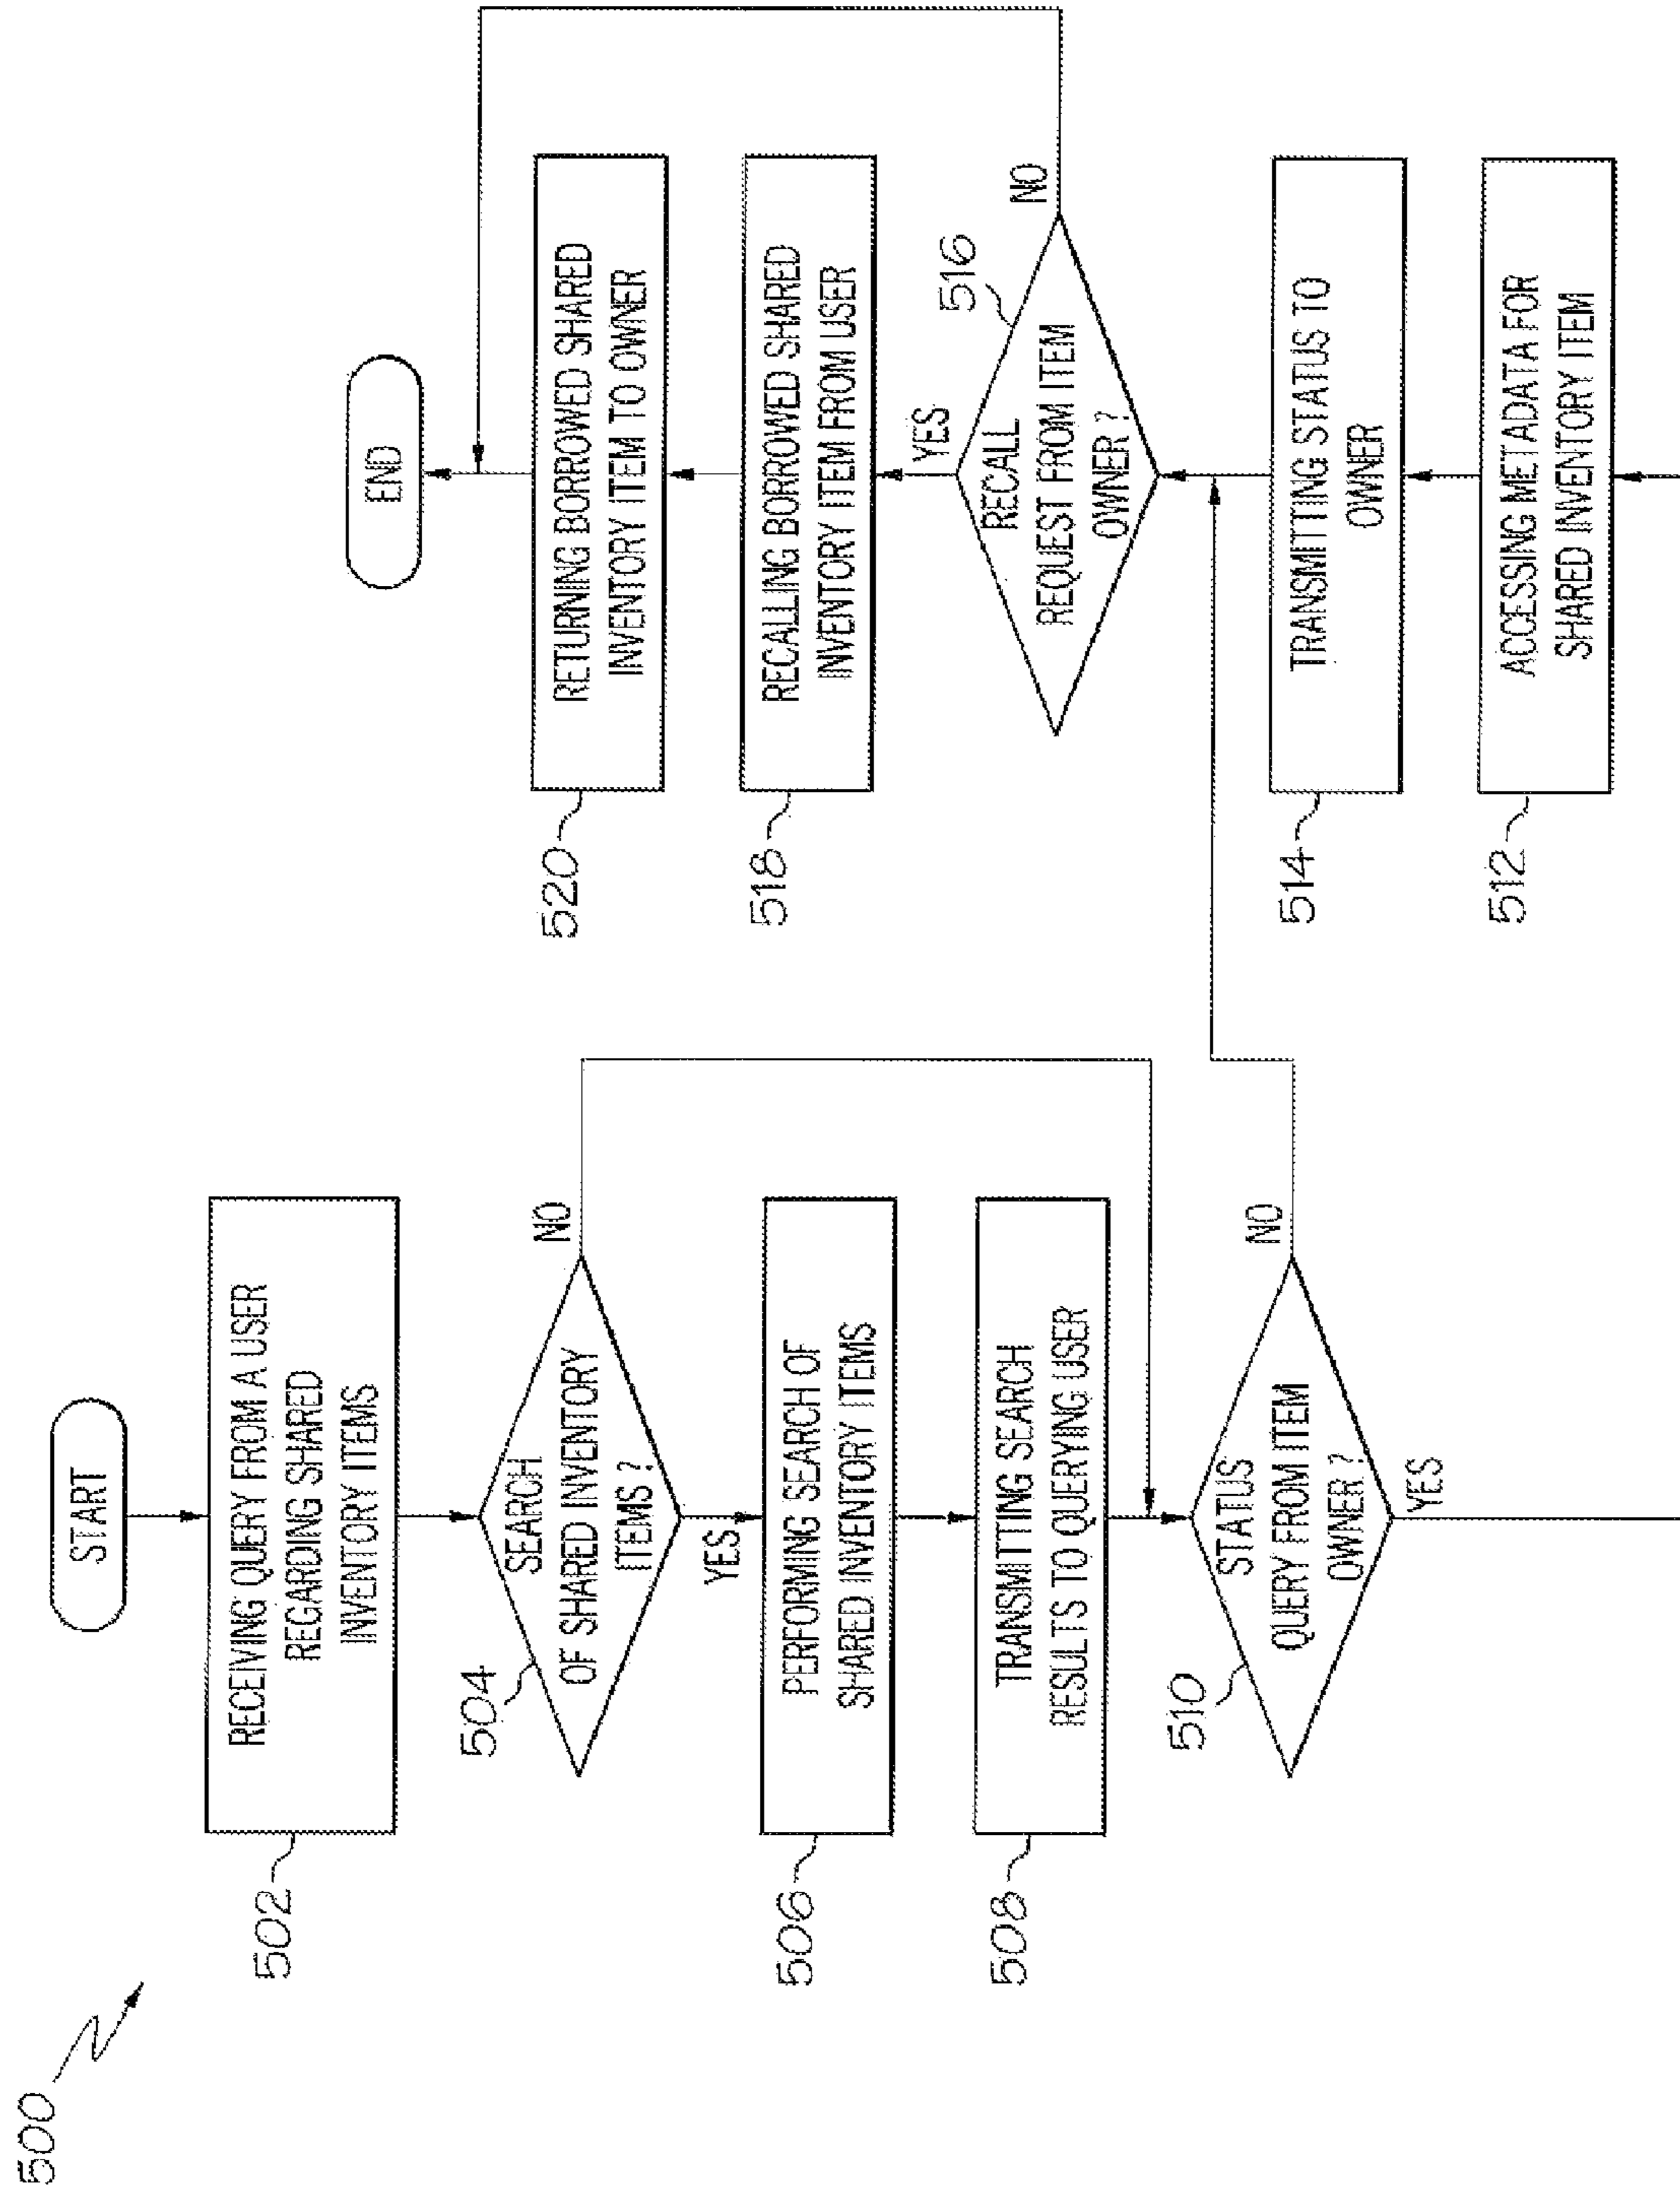 500
START
502
RECEIVING QUERY FROM A USER
REGARDING SHARED
INVENTORY ITEMS
504
SEARCH
OF SHARED INVENTORY
ITEMS ?
NO
YES
506
PERFORMING SEARCH OF
SHARED INVENTORY ITEMS
508
TRANSMITTING SEARCH
RESULTS TO QUERYING USER
510
STATUS
QUERY FROM ITEM
OWNER ?
NO
YES
512
ACCESSING METADATA FOR
SHARED INVENTORY ITEM
514
TRANSMITTING STATUS TO
OWNER
516
RECALL
REQUEST FROM ITEM
OWNER ?
NO
YES
518
RECALLING BORROWED SHARED
INVENTORY ITEM FROM USER
520
RETURNING BORROWED SHARED
INVENTORY ITEM TO OWNER
END